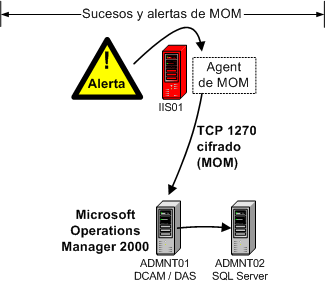 Sucesos y alertas de MOM
!
Alerta
Agent
de MOM
IIS01
TCP 1270
cifrado
(MOM)
Microsoft
Operations
Manager 2000
ADMNT01
DCAM / DAS
ADMNT02
SQL Server